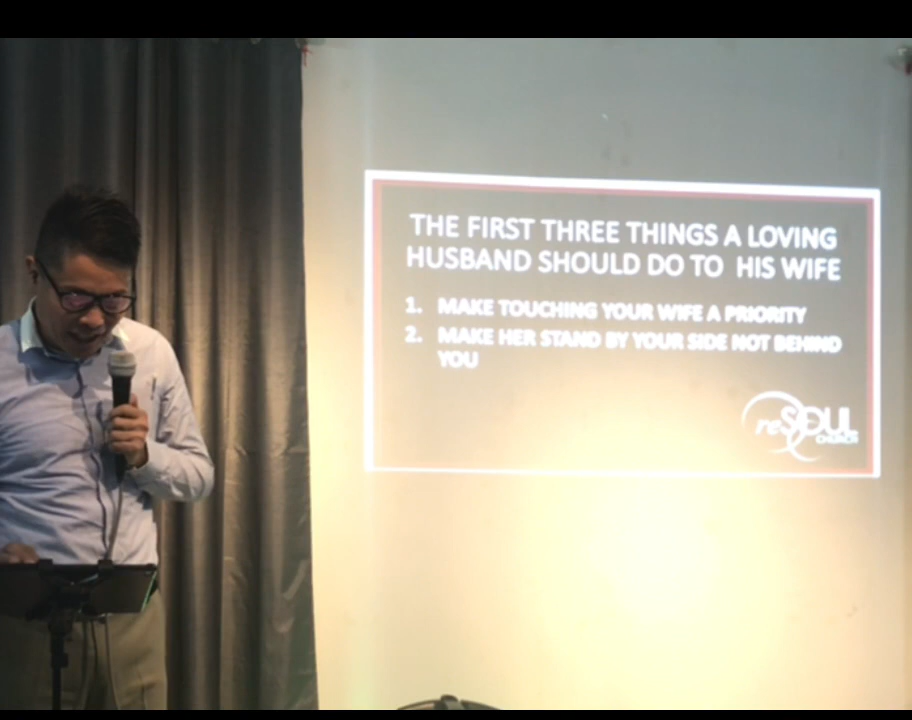 THE FIRST THREE THINGS A LOVING
HUSBAND SHOULD DO TO HIS WIFE
1. MAKE TOUCHING YOUR WIFE A PRIORITY
2. MAKE HER STAND BY YOUR SIDE NOT BEHIND
YOU
reSOUL
CHURCH